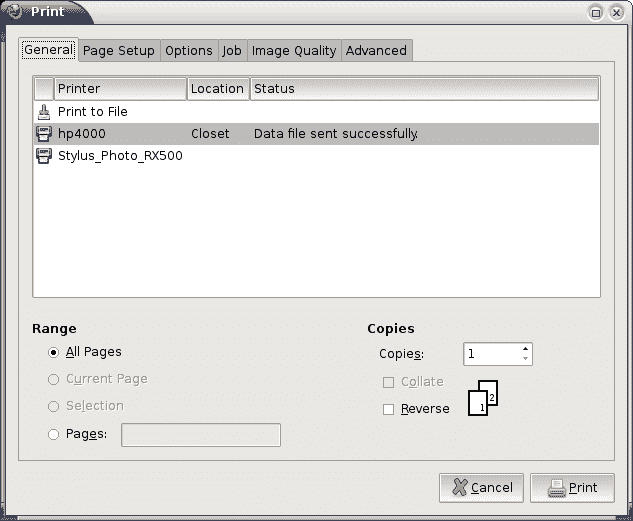 Print
General Page Setup Options Job Image Quality Advanced
Printer Location Status
Print to File
hp4000 Closet Data file sent successfully.
Stylus_Photo_RX500
Range Copies
All Pages Copies: 1
Current Page Collate
Selection Reverse
Pages:
1 2
Cancel Print